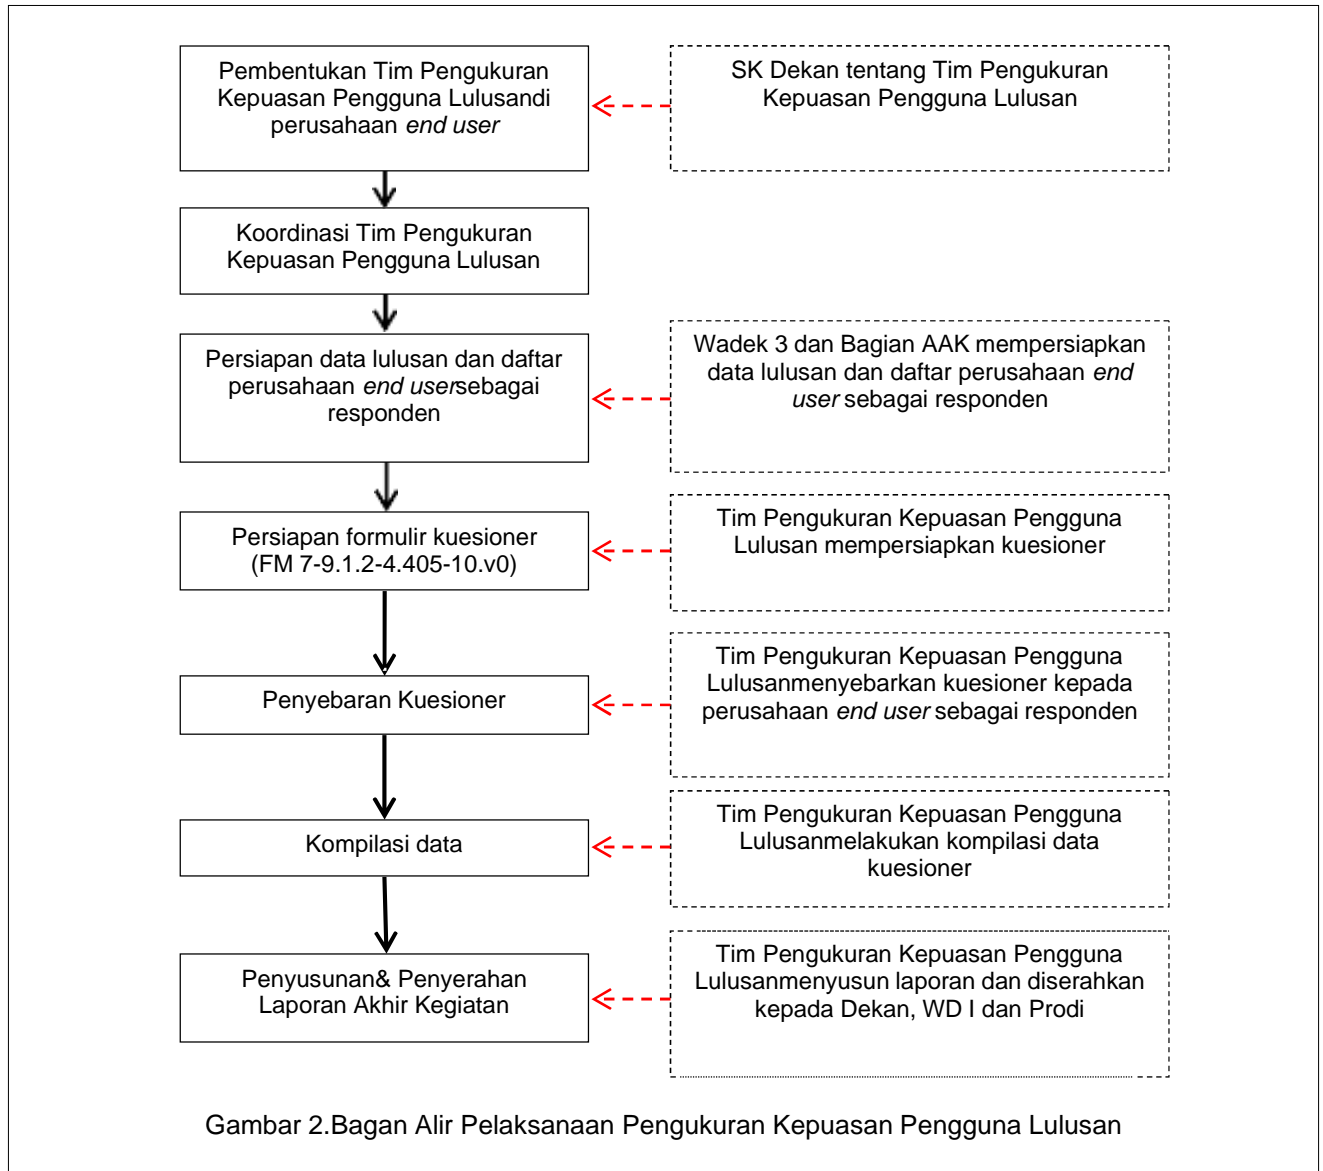 Pembentukan Tim Pengukuran
Kepuasan Pengguna Lulusandi
perusahaan end user
SK Dekan tentang Tim Pengukuran
Kepuasan Pengguna Lulusan
Koordinasi Tim Pengukuran
Kepuasan Pengguna Lulusan
Persiapan data lulusan dan daftar
perusahaan end usersebagai
responden
Wadek 3 dan Bagian AAK mempersiapkan
data lulusan dan daftar perusahaan end
user sebagai responden
Persiapan formulir kuesioner
(FM 7-9.1.2-4.405-10.v0)
Tim Pengukuran Kepuasan Pengguna
Lulusan mempersiapkan kuesioner
Penyebaran Kuesioner
Tim Pengukuran Kepuasan Pengguna
Lulusanmenyebarkan kuesioner kepada
perusahaan end user sebagai responden
Kompilasi data
Tim Pengukuran Kepuasan Pengguna
Lulusanmelakukan kompilasi data
kuesioner
Penyusunan& Penyerahan
Laporan Akhir Kegiatan
Tim Pengukuran Kepuasan Pengguna
Lulusanmenyusun laporan dan diserahkan
kepada Dekan, WD I dan Prodi
Gambar 2.Bagan Alir Pelaksanaan Pengukuran Kepuasan Pengguna Lulusan